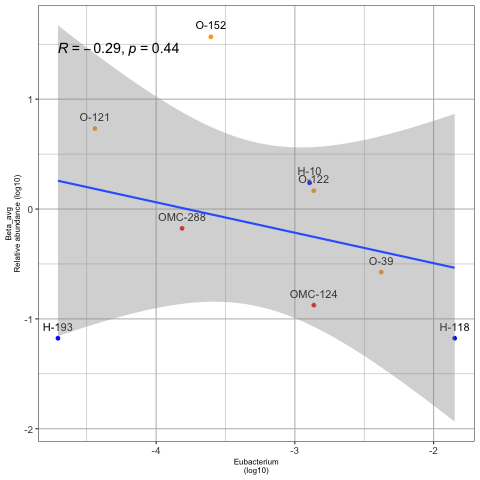 O-152
R = − 0.29, p = 0.44
1
O-121
H-10
O-122
0
OMC-288
O-39
OMC-124
-1
H-193
H-118
-2
-4
-3
-2
Beta_avg
Relative abundance (log10)
Eubacterium
(log10)